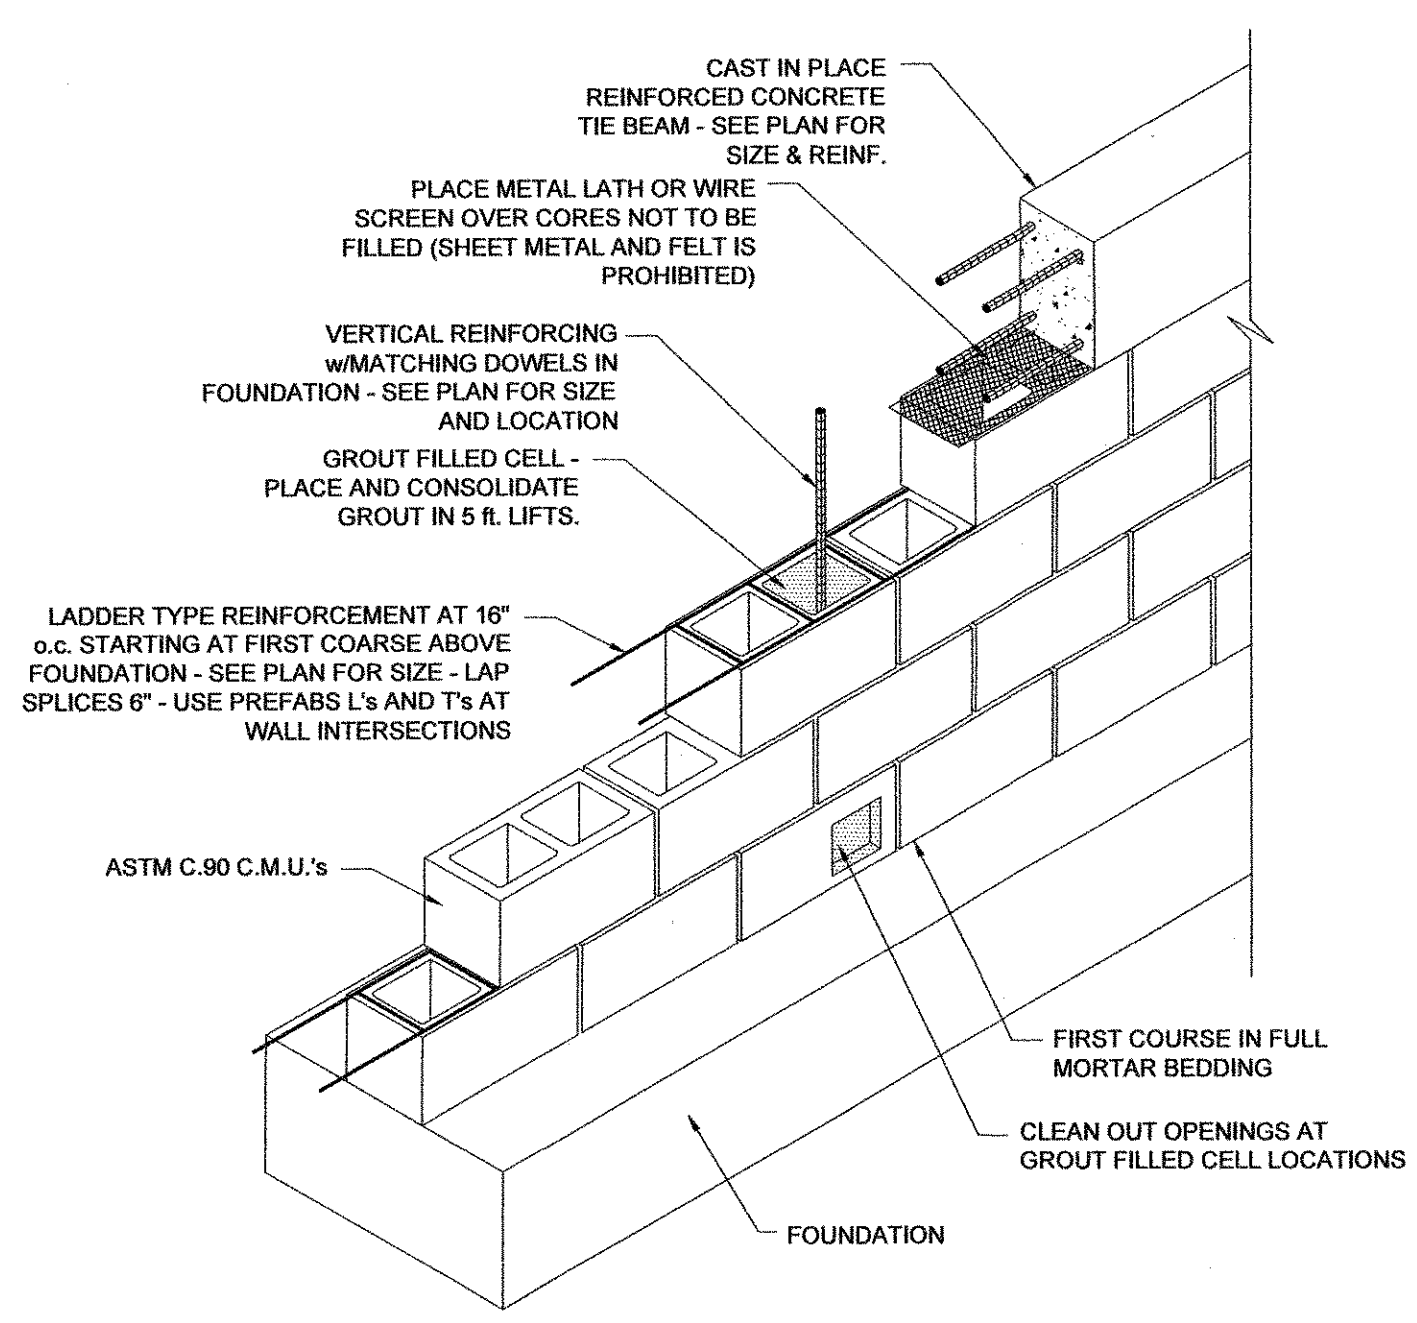 CAST IN PLACE
REINFORCED CONCRETE
TIE BEAM - SEE PLAN FOR
SIZE & REINF.
PLACE METAL LATH OR WIRE
SCREEN OVER CORES NOT TO BE
FILLED (SHEET METAL AND FELT IS
PROHIBITED)
VERTICAL REINFORCING
w/MATCHING DOWELS IN
FOUNDATION - SEE PLAN FOR SIZE
AND LOCATION
GROUT FILLED CELL -
PLACE AND CONSOLIDATE
GROUT IN 5 ft. LIFTS.
LADDER TYPE REINFORCEMENT AT 16"
o.c. STARTING AT FIRST COARSE ABOVE
FOUNDATION - SEE PLAN FOR SIZE - LAP
SPLICES 6" - USE PREFABS L's AND T's AT
WALL INTERSECTIONS
ASTM C.90 C.M.U.'s
FIRST COURSE IN FULL
MORTAR BEDDING
CLEAN OUT OPENINGS AT
GROUT FILLED CELL LOCATIONS
FOUNDATION